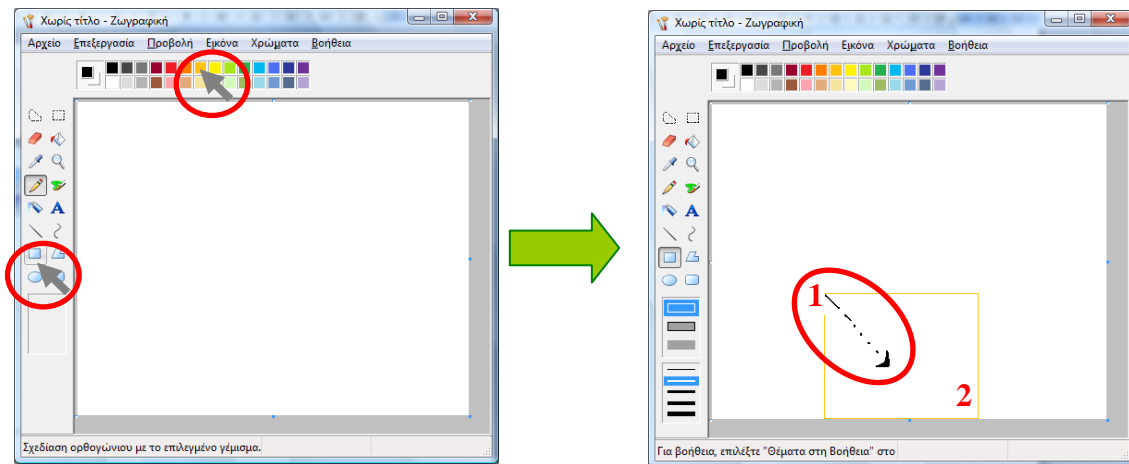 Χωρίς τίτλο - Ζωγραφική
Αρχείο Επεξεργασία Προβολή Εικόνα Χρώματα Βοήθεια
A
Σχεδίαση ορθογώνιου με το επιλεγμένο γέμισμα.
Χωρίς τίτλο - Ζωγραφική
Αρχείο Επεξεργασία Προβολή Εικόνα Χρώματα Βοήθεια
A
1
2
Για βοήθεια, επιλέξτε "Θέματα στη Βοήθεια" στο